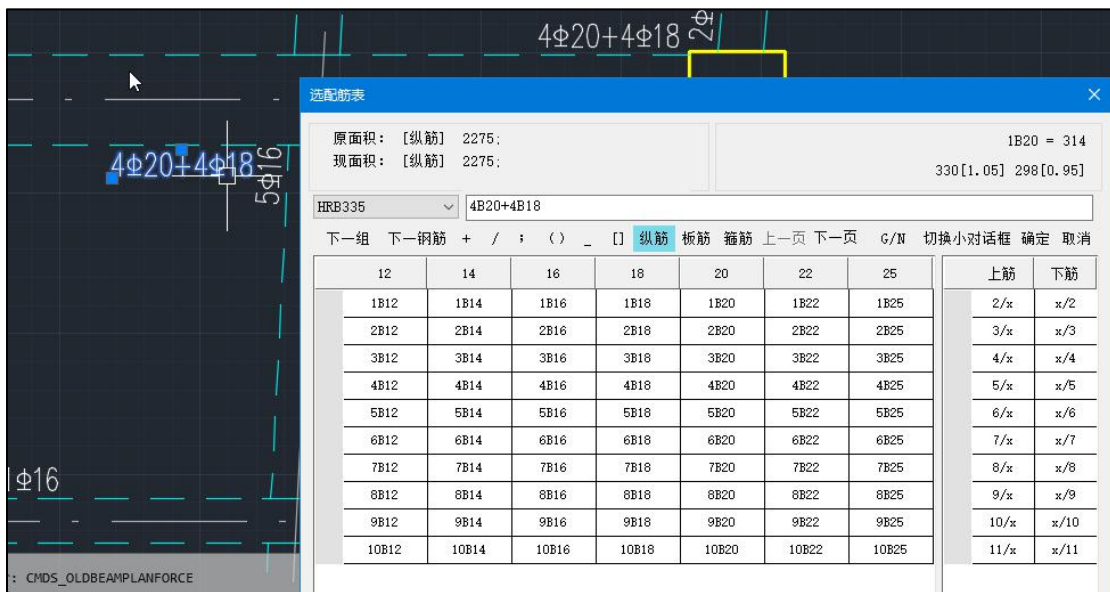 4Φ20+4Φ18
2Φ
4Φ20+4Φ18
5Φ16
1Φ16
: CMDS_OLDBEAMPLANFORCE
选配筋表
原面积: [纵筋] 2275;
现面积: [纵筋] 2275;
1B20 = 314
330[1.05] 298[0.95]
HRB335 4B20+4B18
下一组 下一钢筋 + / ; () _ [] 纵筋 板筋 箍筋 上一页 下一页 G/N 切换小对话框 确定 取消
12 14 16 18 20 22 25 上筋 下筋
1B12 1B14 1B16 1B18 1B20 1B22 1B25 2/x x/2
2B12 2B14 2B16 2B18 2B20 2B22 2B25 3/x x/3
3B12 3B14 3B16 3B18 3B20 3B22 3B25 4/x x/4
4B12 4B14 4B16 4B18 4B20 4B22 4B25 5/x x/5
5B12 5B14 5B16 5B18 5B20 5B22 5B25 6/x x/6
6B12 6B14 6B16 6B18 6B20 6B22 6B25 7/x x/7
7B12 7B14 7B16 7B18 7B20 7B22 7B25 8/x x/8
8B12 8B14 8B16 8B18 8B20 8B22 8B25 9/x x/9
9B12 9B14 9B16 9B18 9B20 9B22 9B25 10/x x/10
10B12 10B14 10B16 10B18 10B20 10B22 10B25 11/x x/11